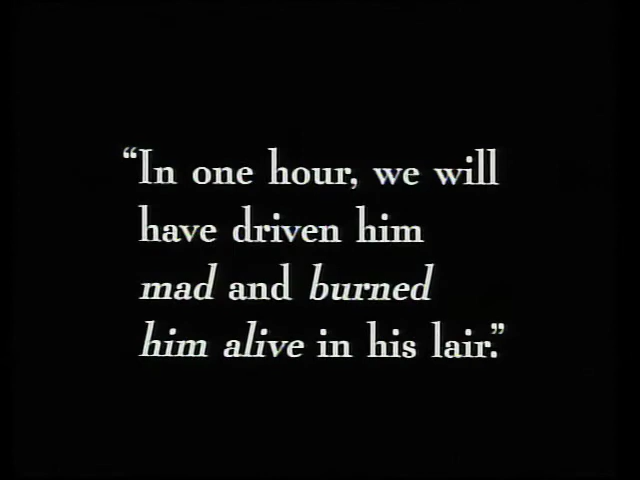 “In one hour, we will
have driven him
mad and burned
him alive in his lair.”